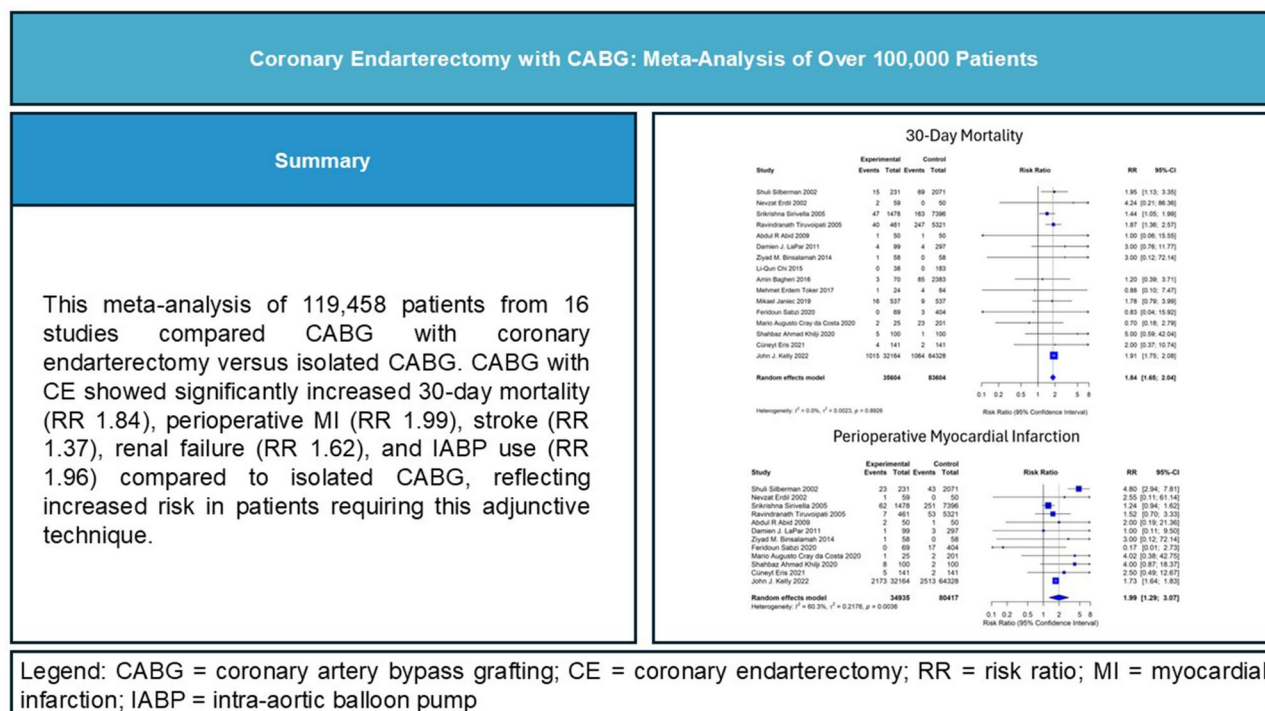 Coronary Endarterectomy with CABG: Meta-Analysis of Over 100,000 Patients
Summary
This meta-analysis of 119,458 patients from 16
studies compared CABG with coronary
endarterectomy versus isolated CABG. CABG with
CE showed significantly increased 30-day mortality
(RR 1.84), perioperative MI (RR 1.99), stroke (RR
1.37), renal failure (RR 1.62), and IABP use (RR
1.96) compared to isolated CABG, reflecting
increased risk in patients requiring this adjunctive
technique.
30-Day Mortality
Experimental Control
Study Events Total Events Total Risk Ratio RR 95%-CI
Shuli Silberman 2002 15 231 69 2071 1.95 [1.13; 3.35]
Nevzat Erdil 2002 2 59 0 50 4.24 [0.21; 86.36]
Srikrishna Sirivella 2005 47 1478 163 7396 1.44 [1.05; 1.99]
Ravindranath Tiruvoipati 2005 40 461 247 5321 1.87 [1.36; 2.57]
Abdul R Abid 2009 1 50 1 50 1.00 [0.06; 15.55]
Damien J. LaPar 2011 4 99 4 297 3.00 [0.76; 11.77]
Ziyad M. Binsalamah 2014 1 58 0 58 3.00 [0.12; 72.14]
Li-Qun Chi 2015 0 38 0 183
Amin Bagheri 2016 3 70 85 2383 1.20 [0.39; 3.71]
Mehmet Erdem Toker 2017 1 24 4 84 0.88 [0.10; 7.47]
Mikael Janiec 2019 16 537 9 537 1.78 [0.79; 3.99]
Feridoun Sabzi 2020 0 69 3 404 0.83 [0.04; 15.92]
Mario Augusto Cray da Costa 2020 2 25 23 201 0.70 [0.18; 2.79]
Shahbaz Ahmad Khilji 2020 5 100 1 100 5.00 [0.59; 42.04]
Cüneyt Eris 2021 4 141 2 141 2.00 [0.37; 10.74]
John J. Kelly 2022 1015 32164 1064 64328 1.91 [1.75; 2.08]
Random effects model 35604 83604 1.84 [1.65; 2.04]
0.1 0.2 0.5 1 2 5 8
Heterogeneity: I² = 0.0%, τ² = 0.0023, p = 0.8926
Risk Ratio (95% Confidence Interval)
Perioperative Myocardial Infarction
Experimental Control
Study Events Total Events Total Risk Ratio RR 95%-CI
Shuli Silberman 2002 23 231 43 2071 4.80 [2.94; 7.81]
Nevzat Erdil 2002 1 59 0 50 2.55 [0.11; 61.14]
Srikrishna Sirivella 2005 62 1478 251 7396 1.24 [0.94; 1.62]
Ravindranath Tiruvoipati 2005 7 461 53 5321 1.52 [0.70; 3.33]
Abdul R Abid 2009 2 50 1 50 2.00 [0.19; 21.36]
Damien J. LaPar 2011 1 99 3 297 1.00 [0.11; 9.50]
Ziyad M. Binsalamah 2014 1 58 0 58 3.00 [0.12; 72.14]
Feridoun Sabzi 2020 0 69 17 404 0.17 [0.01; 2.73]
Mario Augusto Cray da Costa 2020 1 25 2 201 4.02 [0.38; 42.75]
Shahbaz Ahmad Khilji 2020 8 100 2 100 4.00 [0.87; 18.37]
Cüneyt Eris 2021 5 141 2 141 2.50 [0.49; 12.67]
John J. Kelly 2022 2173 32164 2513 64328 1.73 [1.64; 1.83]
Random effects model 34935 80417 1.99 [1.29; 3.07]
Heterogeneity: I² = 60.3%, τ² = 0.2176, p = 0.0036
0.1 0.2 0.5 1 2 5 8
Risk Ratio (95% Confidence Interval)
Legend: CABG = coronary artery bypass grafting; CE = coronary endarterectomy; RR = risk ratio; MI = myocardial
infarction; IABP = intra-aortic balloon pump